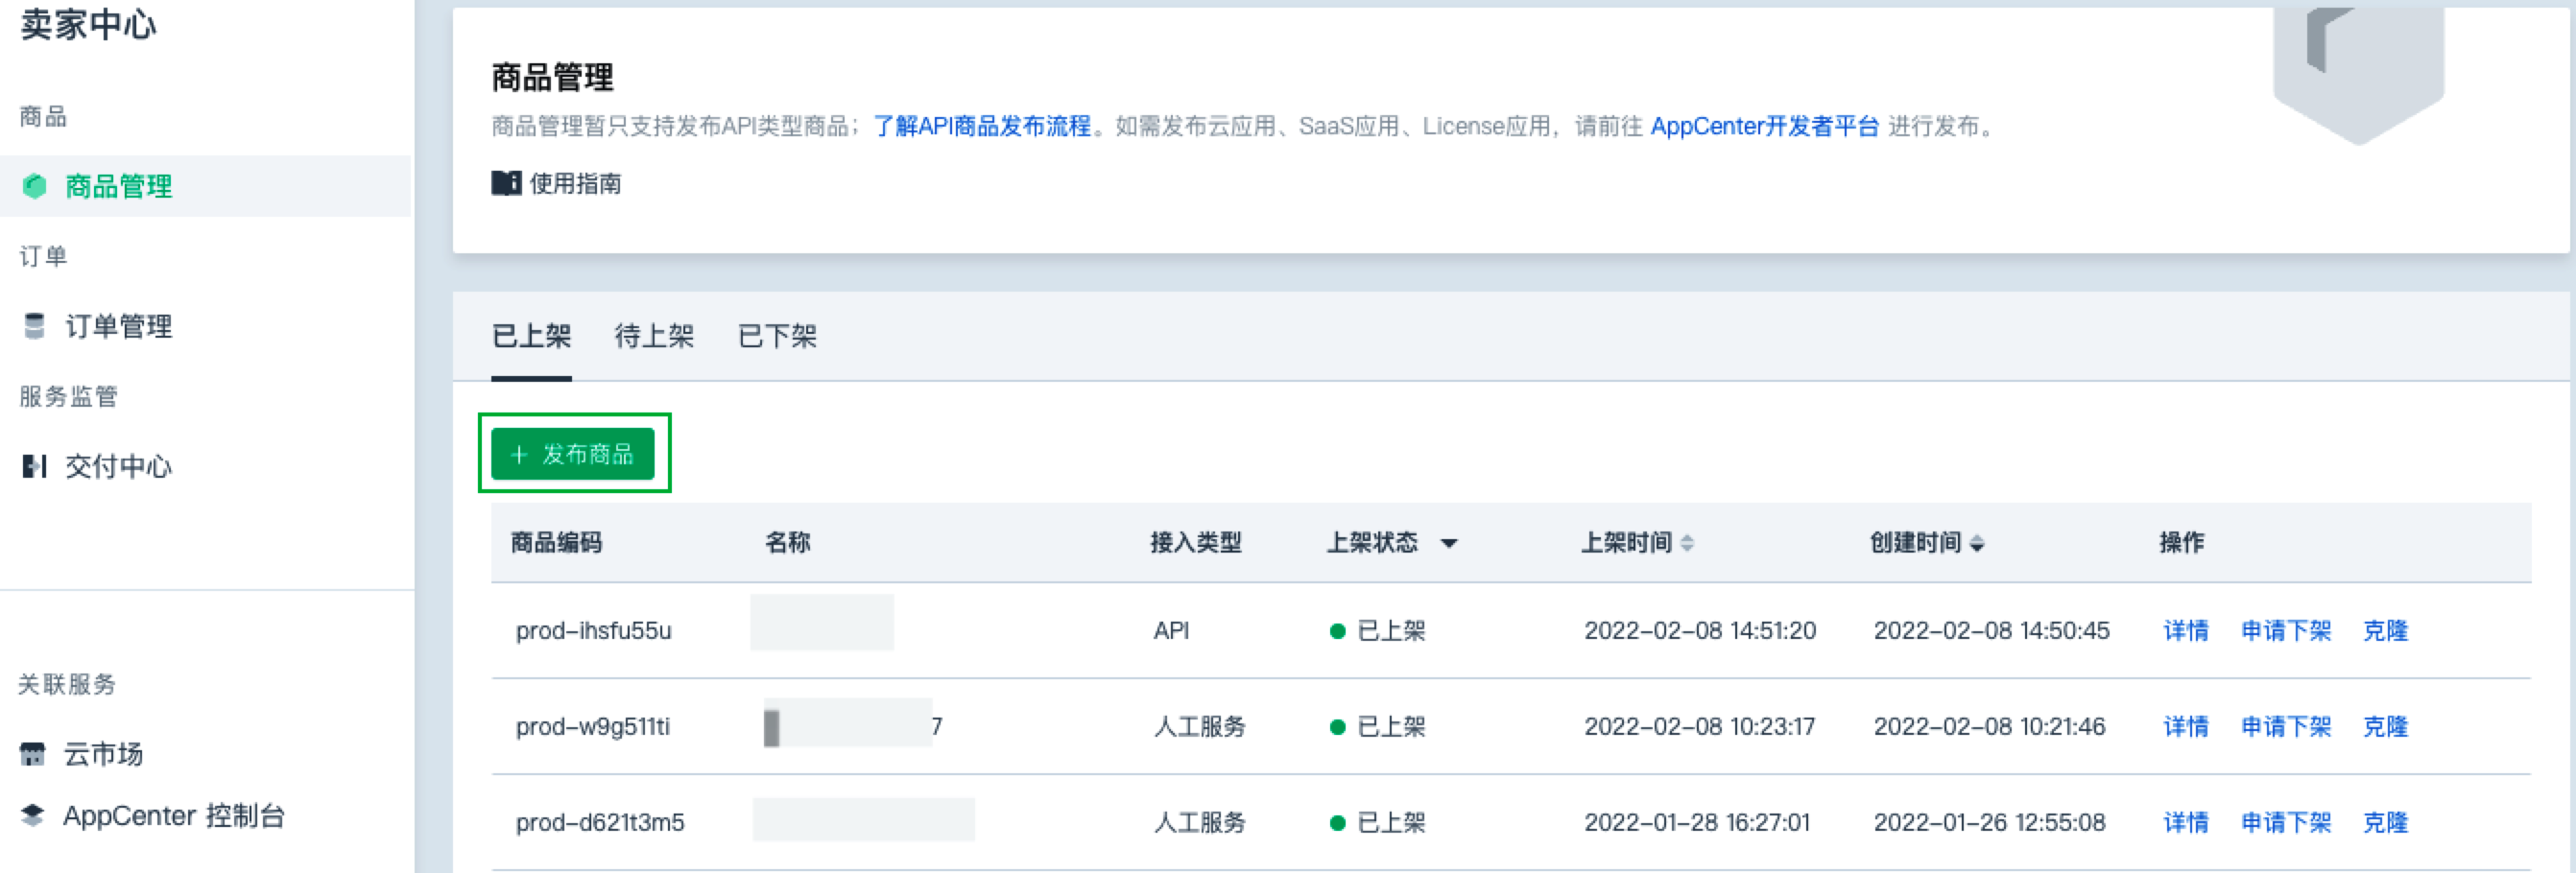 卖家中心
商品
商品管理
订单
订单管理
服务监管
交付中心
关联服务
云市场
AppCenter 控制台
商品管理
商品管理暂只支持发布API类型商品；了解API商品发布流程。如需发布云应用、SaaS应用、License应用，请前往 AppCenter开发者平台 进行发布。
使用指南
已上架 待上架 已下架
+ 发布商品
商品编码 名称 接入类型 上架状态 上架时间 创建时间 操作
prod-ihsfu55u API 已上架 2022-02-08 14:51:20 2022-02-08 14:50:45 详情 申请下架 克隆
prod-w9g511ti 7 人工服务 已上架 2022-02-08 10:23:17 2022-02-08 10:21:46 详情 申请下架 克隆
prod-d621t3m5 人工服务 已上架 2022-01-28 16:27:01 2022-01-26 12:55:08 详情 申请下架 克隆